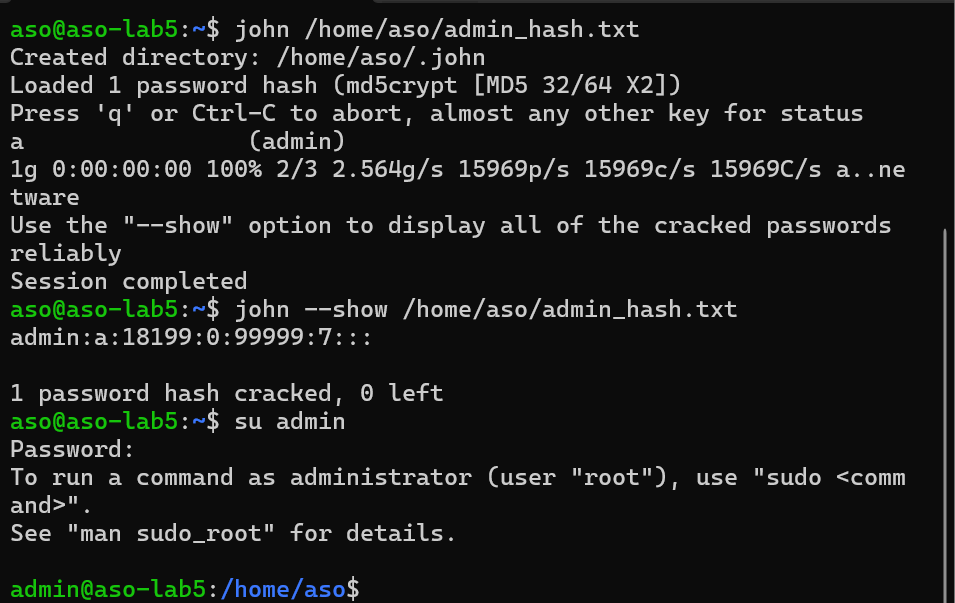 aso@aso-lab5:~$ john /home/aso/admin_hash.txt
Created directory: /home/aso/.john
Loaded 1 password hash (md5crypt [MD5 32/64 X2])
Press 'q' or Ctrl-C to abort, almost any other key for status
a                (admin)
1g 0:00:00:00 100% 2/3 2.564g/s 15969p/s 15969c/s 15969C/s a..ne
tware
Use the "--show" option to display all of the cracked passwords
reliably
Session completed
aso@aso-lab5:~$ john --show /home/aso/admin_hash.txt
admin:a:18199:0:99999:7:::

1 password hash cracked, 0 left
aso@aso-lab5:~$ su admin
Password:
To run a command as administrator (user "root"), use "sudo <comm
and>".
See "man sudo_root" for details.

admin@aso-lab5:/home/aso$